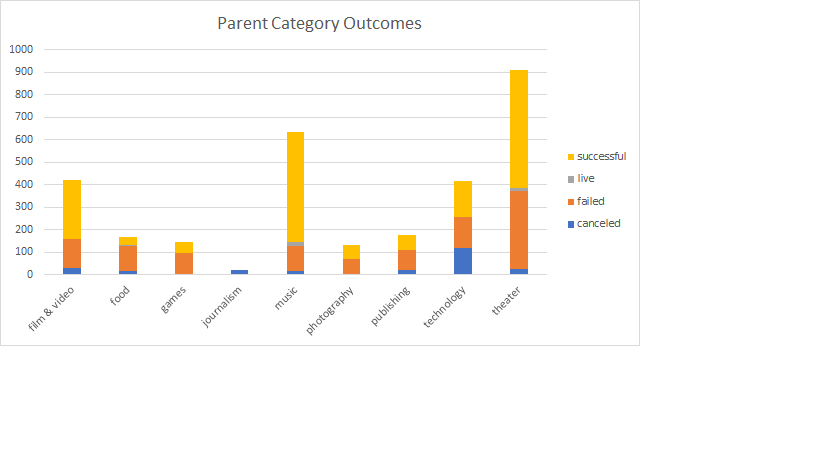 Parent Category Outcomes
1000
900
800
700
600
500
400
300
200
100
0
film & video
food
games
journalism
music
photography
publishing
technology
theater
successful
live
failed
canceled